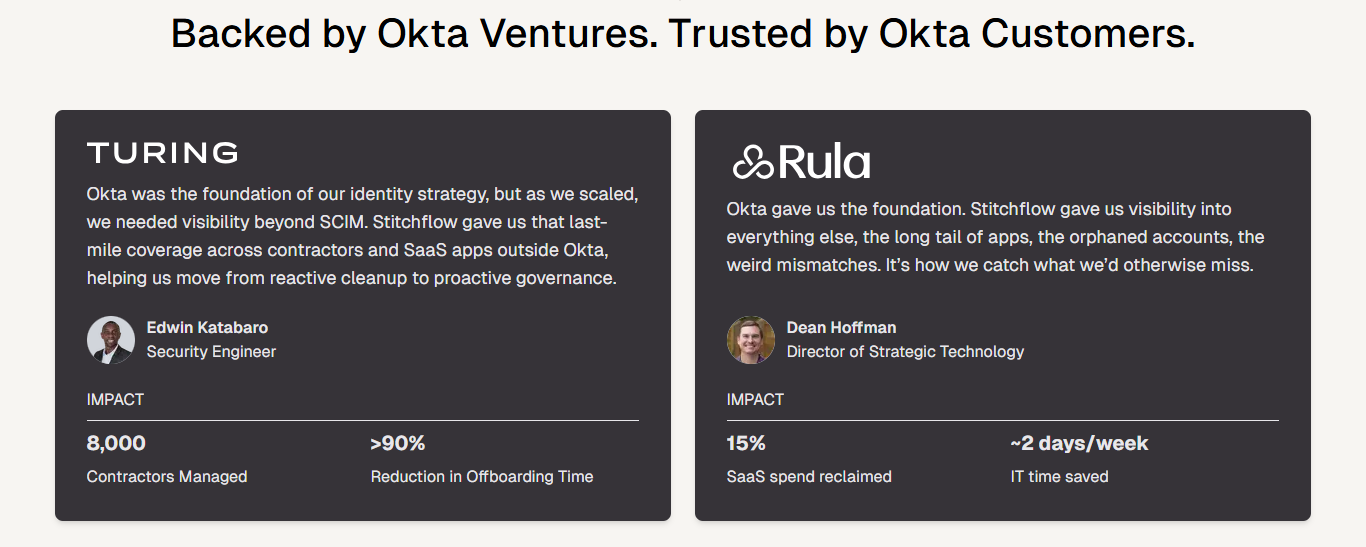 Backed by Okta Ventures. Trusted by Okta Customers.
TURING
Okta was the foundation of our identity strategy, but as we scaled,
we needed visibility beyond SCIM. Stitchflow gave us that last-
mile coverage across contractors and SaaS apps outside Okta,
helping us move from reactive cleanup to proactive governance.
Edwin Katabaro
Security Engineer
IMPACT
8,000
Contractors Managed
>90%
Reduction in Offboarding Time
Rula
Okta gave us the foundation. Stitchflow gave us visibility into
everything else, the long tail of apps, the orphaned accounts, the
weird mismatches. It’s how we catch what we’d otherwise miss.
Dean Hoffman
Director of Strategic Technology
IMPACT
15%
SaaS spend reclaimed
~2 days/week
IT time saved